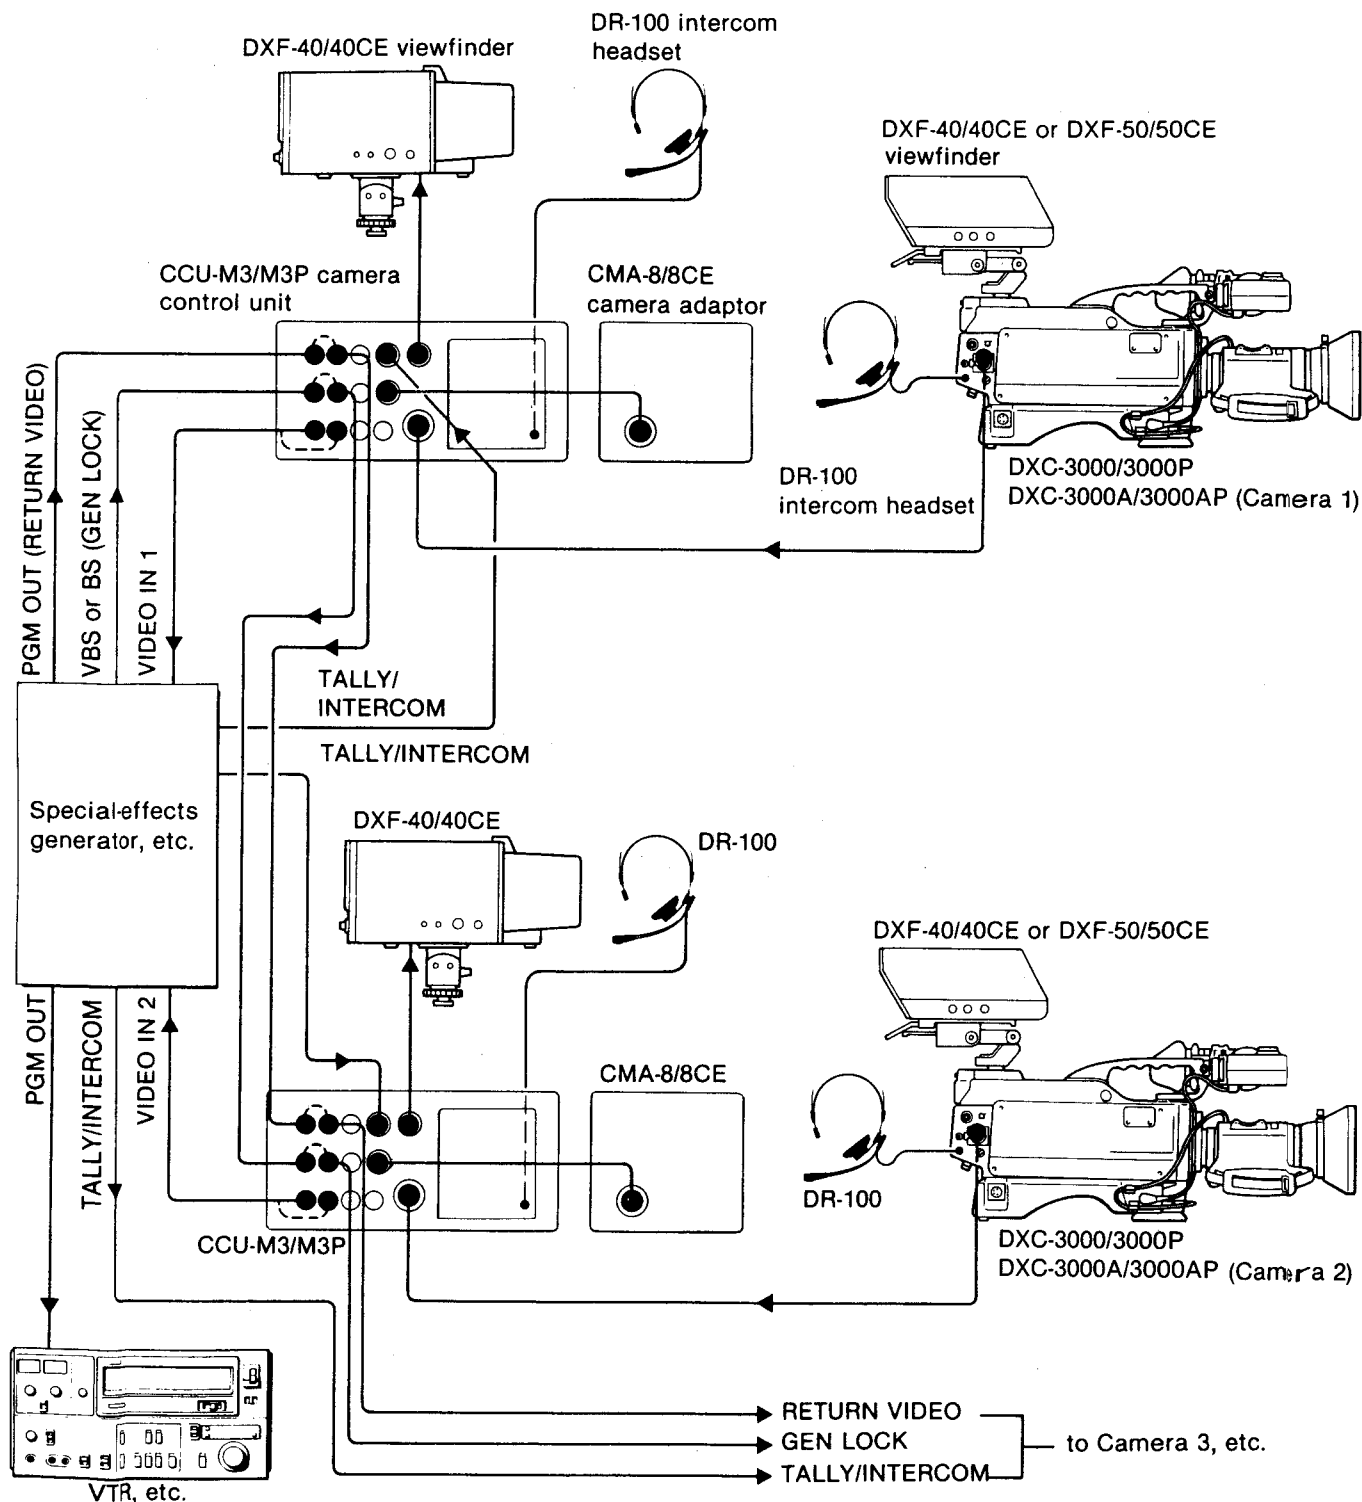 DR-100 intercom
headset
DXF-40/40CE viewfinder
DXF-40/40CE or DXF-50/50CE
viewfinder
CCU-M3/M3P camera
control unit
CMA-8/8CE
camera adaptor
DR-100
intercom headset
DXC-3000/3000P
DXC-3000A/3000AP (Camera 1)
PGM OUT (RETURN VIDEO)
VBS or BS (GEN LOCK)
VIDEO IN 1
TALLY/
INTERCOM
TALLY/INTERCOM
Special-effects
generator, etc.
DXF-40/40CE
DR-100
DXF-40/40CE or DXF-50/50CE
PGM OUT
TALLY/INTERCOM
VIDEO IN 2
CMA-8/8CE
DR-100
CCU-M3/M3P
DXC-3000/3000P
DXC-3000A/3000AP (Camera 2)
RETURN VIDEO
GEN LOCK
to Camera 3, etc.
TALLY/INTERCOM
VTR, etc.